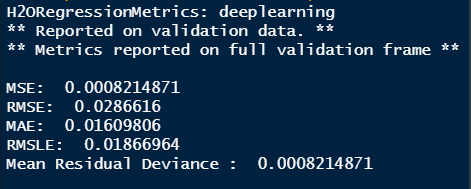 H2ORegressionMetrics: deeplearning
** Reported on validation data. **
** Metrics reported on full validation frame **
MSE:  0.0008214871
RMSE:  0.0286616
MAE:  0.01609806
RMSLE:  0.01866964
Mean Residual Deviance :  0.0008214871